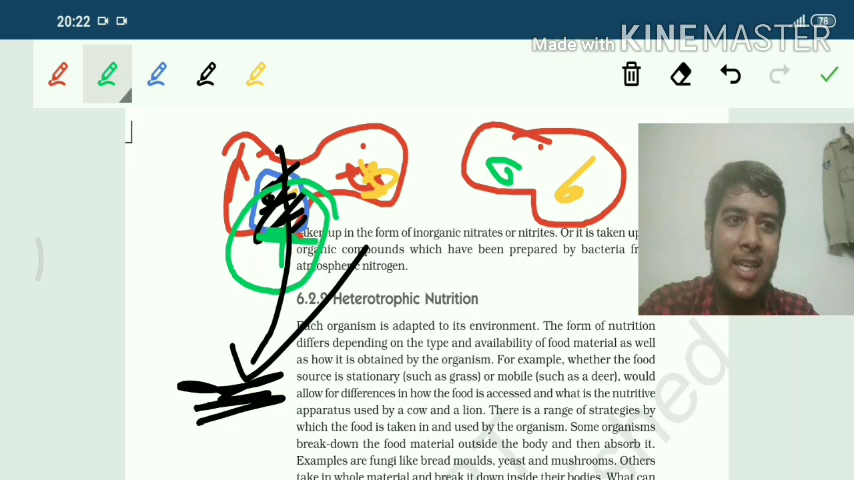 20:22
78
Made with KINEMASTER
taken up in the form of inorganic nitrates or nitrites. Or it is taken up
organic compounds which have been prepared by bacteria
atmospheric nitrogen.
6.2.2 Heterotrophic Nutrition
Each organism is adapted to its environment. The form of nutrition
differs depending on the type and availability of food material as well
as how it is obtained by the organism. For example, whether the food
source is stationary (such as grass) or mobile (such as a deer), would
allow for differences in how the food is accessed and what is the nutritive
apparatus used by a cow and a lion. There is a range of strategies by
which the food is taken in and used by the organism. Some organisms
break-down the food material outside the body and then absorb it.
Examples are fungi like bread moulds, yeast and mushrooms. Others
take in whole material and break it down inside their bodies. What can